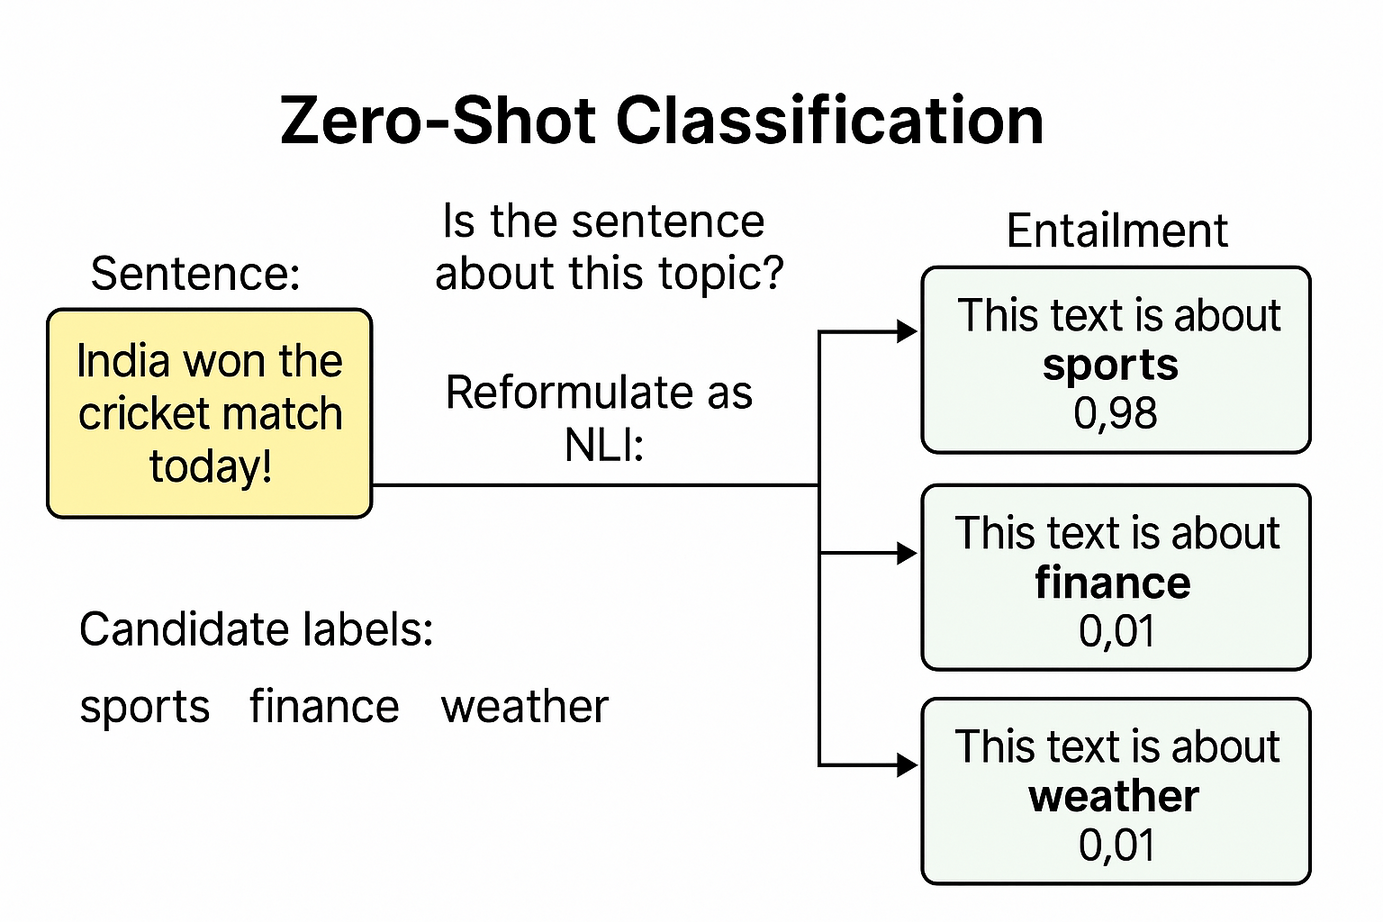 Zero-Shot Classification
Sentence:
India won the
cricket match
today!
Is the sentence
about this topic?
Reformulate as
NLI:
Candidate labels:
sports finance weather
Entailment
This text is about
sports
0,98
This text is about
finance
0,01
This text is about
weather
0,01